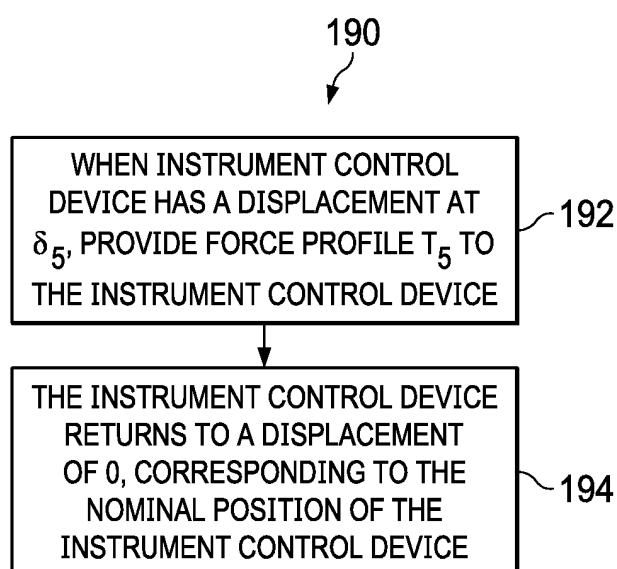 190
WHEN INSTRUMENT CONTROL
DEVICE HAS A DISPLACEMENT AT
δ₅, PROVIDE FORCE PROFILE T₅ TO
THE INSTRUMENT CONTROL DEVICE
192
THE INSTRUMENT CONTROL DEVICE
RETURNS TO A DISPLACEMENT
OF 0, CORRESPONDING TO THE
NOMINAL POSITION OF THE
INSTRUMENT CONTROL DEVICE
194